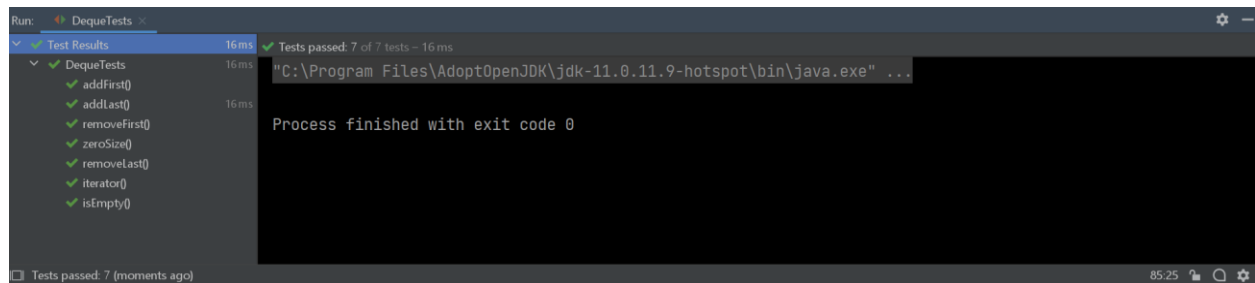 Run: DequeTests
Test Results 16 ms
Tests passed: 7 of 7 tests – 16 ms
DequeTests 16 ms
addFirst()
addLast() 16 ms
removeFirst()
zeroSize()
removeLast()
iterator()
isEmpty()
"C:\Program Files\AdoptOpenJDK\jdk-11.0.11.9-hotspot\bin\java.exe" ...
Process finished with exit code 0
Tests passed: 7 (moments ago) 85:25